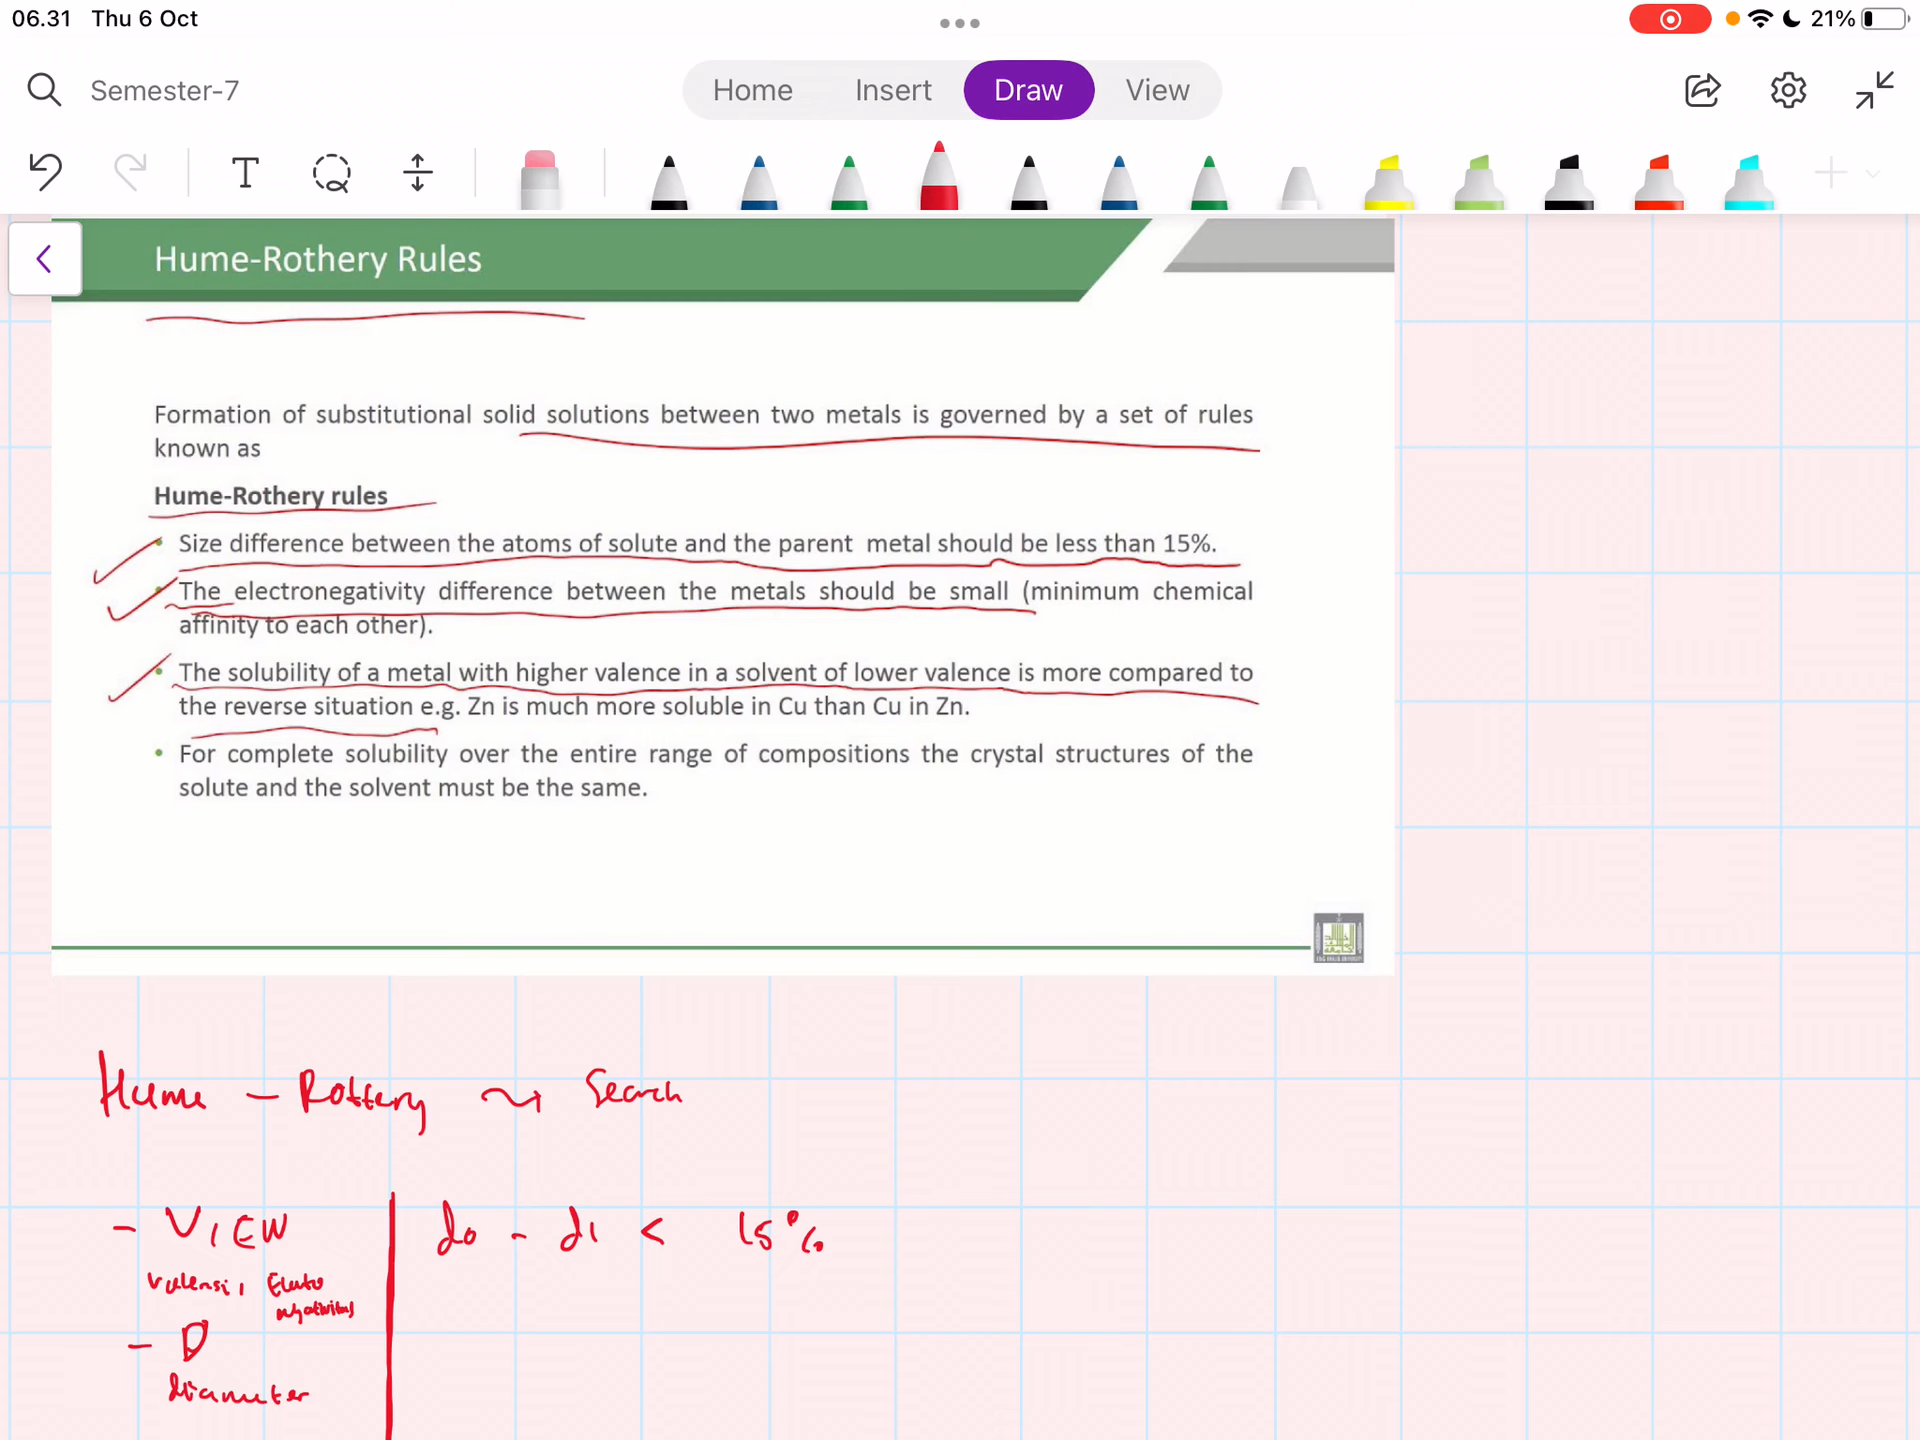 06.31 Thu 6 Oct
21%
Semester-7
Home Insert Draw View
Hume-Rothery Rules
Formation of substitutional solid solutions between two metals is governed by a set of rules
known as
Hume-Rothery rules
• Size difference between the atoms of solute and the parent metal should be less than 15%.
• The electronegativity difference between the metals should be small (minimum chemical
affinity to each other).
• The solubility of a metal with higher valence in a solvent of lower valence is more compared to
the reverse situation e.g. Zn is much more soluble in Cu than Cu in Zn.
• For complete solubility over the entire range of compositions the crystal structures of the
solute and the solvent must be the same.
Hume - Rottery ⤳ Search
- VIEW
Valensi,
- D
diameter
do - d1 < 15%